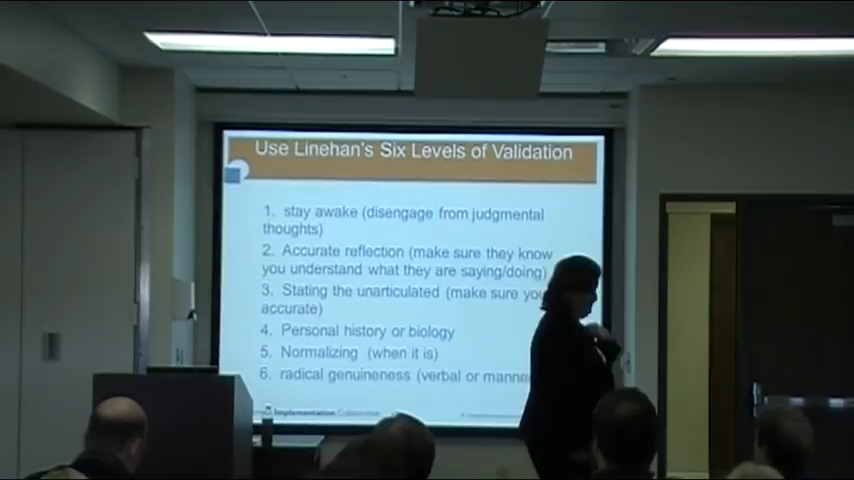 Use Linehan's Six Levels of Validation
1. stay awake (disengage from judgmental
thoughts)
2. Accurate reflection (make sure they know
you understand what they are saying/doing)
3. Stating the unarticulated (make sure you
accurate)
4. Personal history or biology
5. Normalizing (when it is)
6. radical genuineness (verbal or manne
Implementation Collaborative